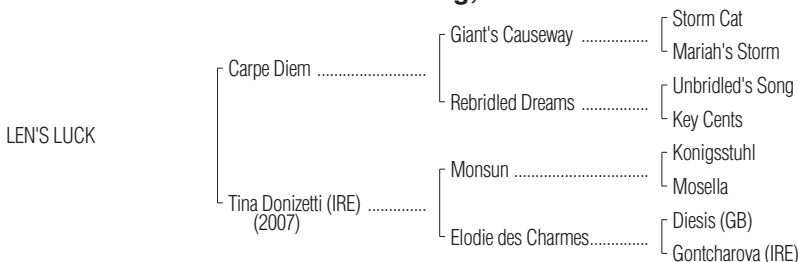 Storm Cat
Giant's Causeway ................
Mariah's Storm
Carpe Diem ..........................
Unbridled's Song
Rebridled Dreams ................
Key Cents
LEN'S LUCK
Konigsstuhl
Monsun ................................
Mosella
Tina Donizetti (IRE) ..............
(2007)
Diesis (GB)
Elodie des Charmes..............
Gontcharova (IRE)